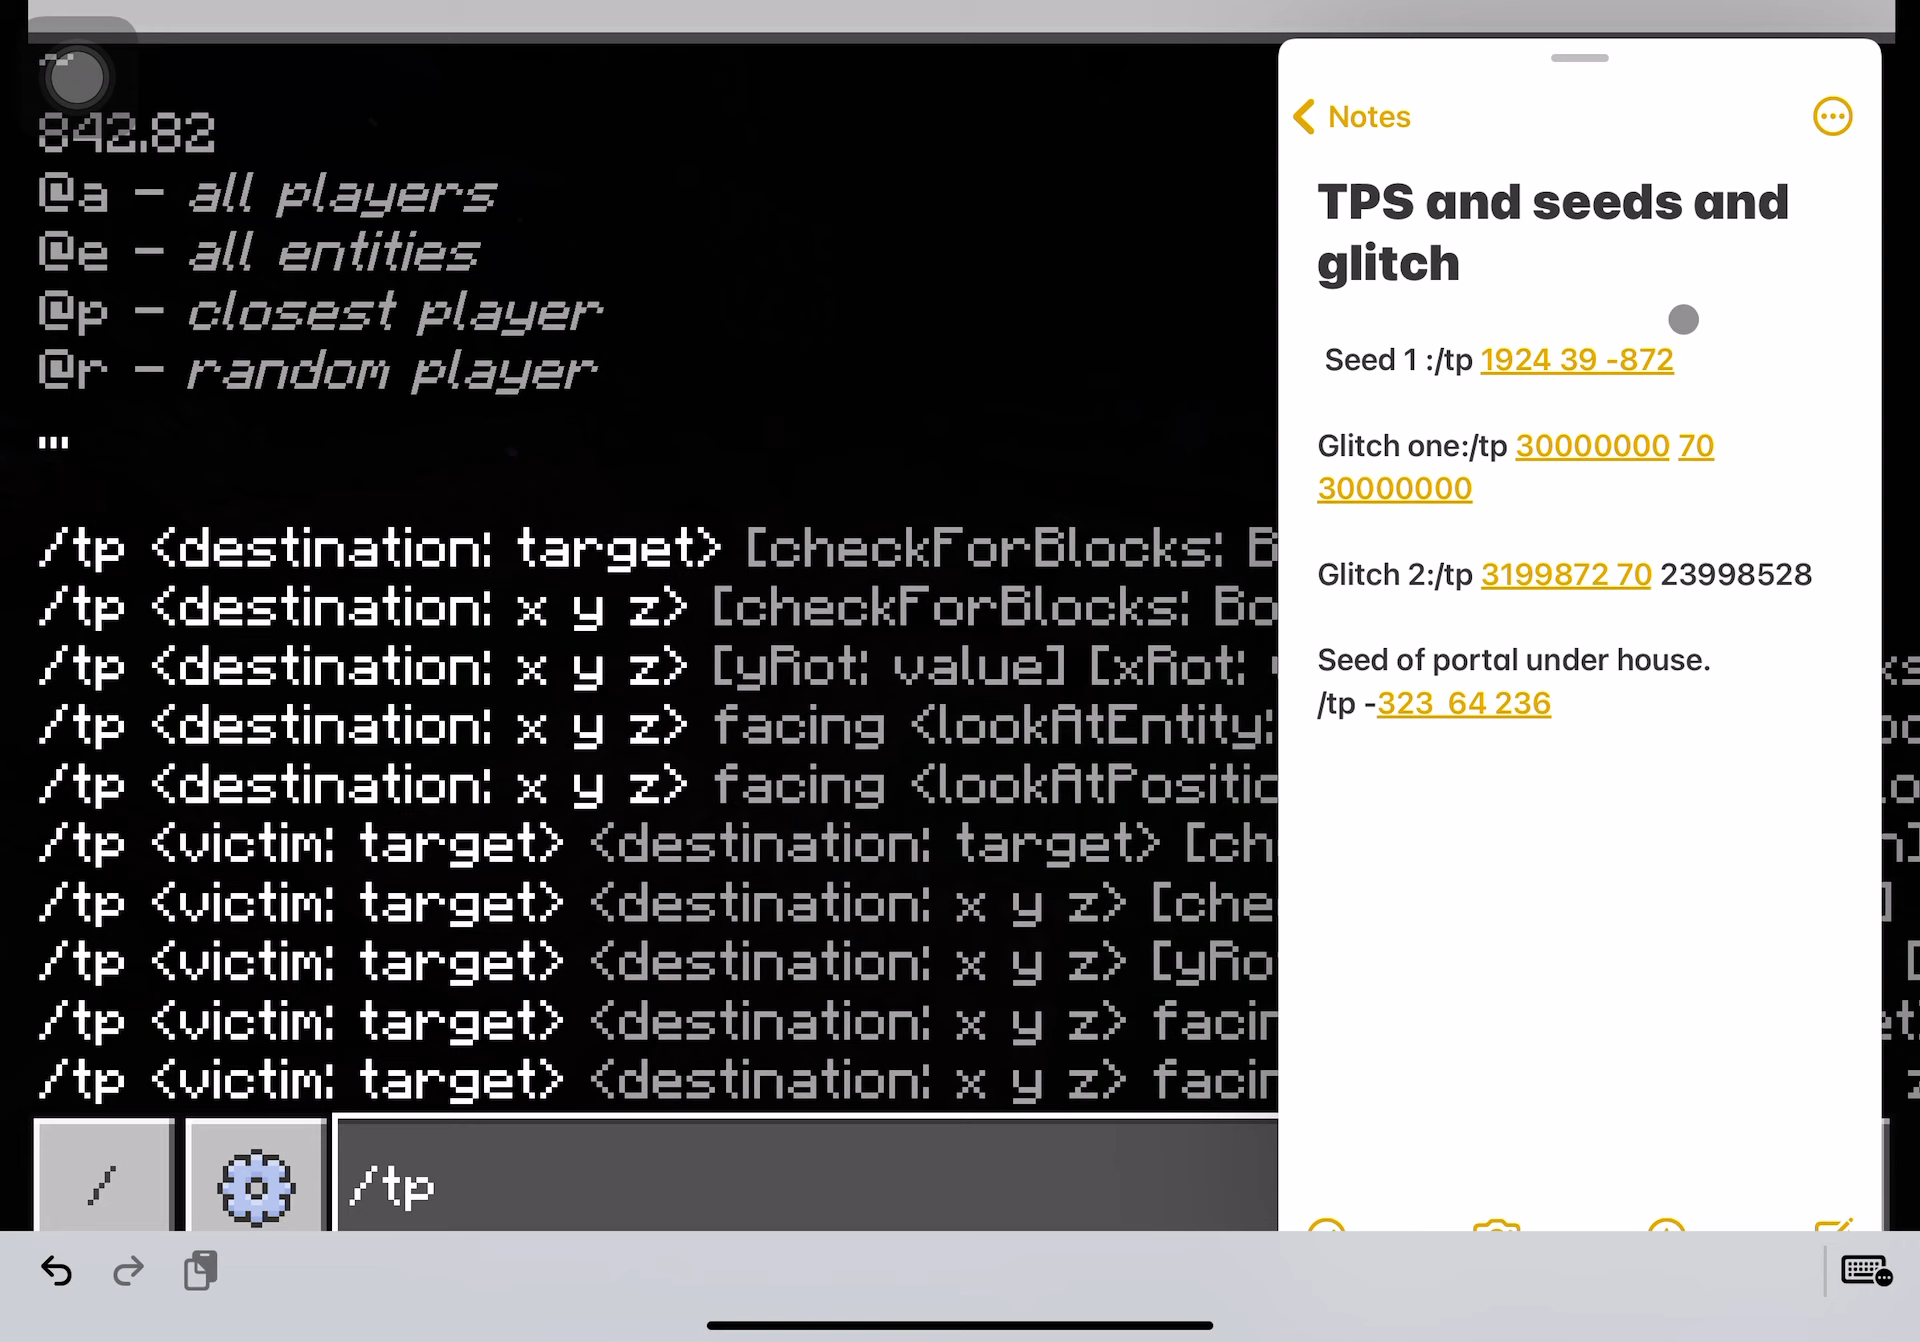 ~
842.82
@a – all players
@e – all entities
@p – closest player
@r – random player
...
/tp <destination: target> [checkForBlocks: B
/tp <destination: x y z> [checkForBlocks: Bo
/tp <destination: x y z> [yRot: value] [xRot:
/tp <destination: x y z> facing <lookAtEntity:
/tp <destination: x y z> facing <lookAtPositio
/tp <victim: target> <destination: target> [ch
/tp <victim: target> <destination: x y z> [che
/tp <victim: target> <destination: x y z> [yRo
/tp <victim: target> <destination: x y z> facin
/tp <victim: target> <destination: x y z> facin
/
/tp
Notes
TPS and seeds and
glitch
Seed 1 :/tp 1924 39 -872
Glitch one:/tp 30000000 70
30000000
Glitch 2:/tp 3199872 70 23998528
Seed of portal under house.
/tp -323  64 236